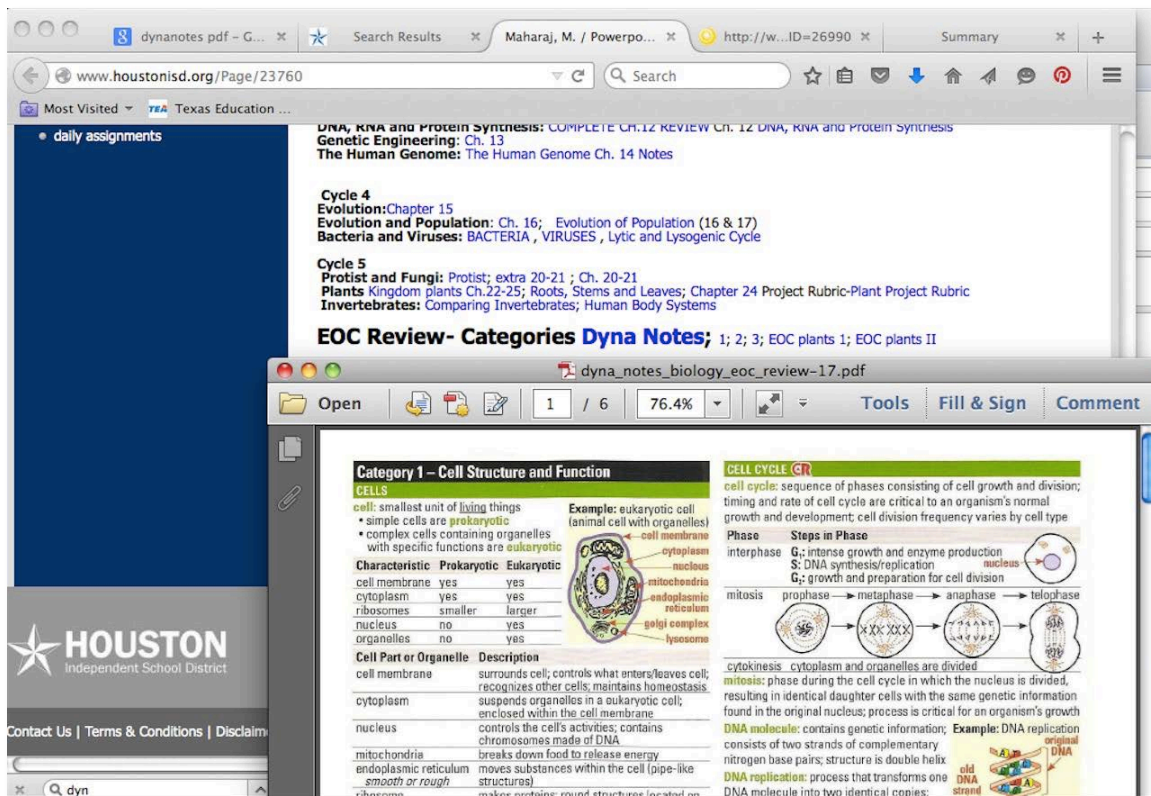 dynanotes pdf – G...
Search Results
Maharaj, M. / Powerpo...
http://w...ID=26990
Summary
www.houstonisd.org/Page/23760
Search
Most Visited
TEA Texas Education ...
daily assignments
DNA, RNA and Protein Synthesis: COMPLETE CH.12 REVIEW Ch. 12 DNA, RNA and Protein Synthesis
Genetic Engineering: Ch. 13
The Human Genome: The Human Genome Ch. 14 Notes
Cycle 4
Evolution:Chapter 15
Evolution and Population: Ch. 16; Evolution of Population (16 & 17)
Bacteria and Viruses: BACTERIA , VIRUSES , Lytic and Lysogenic Cycle
Cycle 5
Protist and Fungi: Protist; extra 20-21 ; Ch. 20-21
Plants Kingdom plants Ch.22-25; Roots, Stems and Leaves; Chapter 24 Project Rubric-Plant Project Rubric
Invertebrates: Comparing Invertebrates; Human Body Systems
EOC Review- Categories Dyna Notes; 1; 2; 3; EOC plants 1; EOC plants II
HOUSTON
Independent School District
Contact Us | Terms & Conditions | Disclaim
dyn
dyna_notes_biology_eoc_review-17.pdf
Open 1 / 6 76.4% Tools Fill & Sign Comment
Category 1 – Cell Structure and Function
CELLS
cell: smallest unit of living things
• simple cells are prokaryotic
• complex cells containing organelles
with specific functions are eukaryotic
Example: eukaryotic cell
(animal cell with organelles)
cell membrane
cytoplasm
nucleus
mitochondria
endoplasmic
reticulum
golgi complex
lysosome
Characteristic Prokaryotic Eukaryotic
cell membrane yes yes
cytoplasm yes yes
ribosomes smaller larger
nucleus no yes
organelles no yes
Cell Part or Organelle Description
cell membrane surrounds cell; controls what enters/leaves cell;
recognizes other cells; maintains homeostasis
cytoplasm suspends organelles in a eukaryotic cell;
enclosed within the cell membrane
nucleus controls the cell's activities; contains
chromosomes made of DNA
mitochondria breaks down food to release energy
endoplasmic reticulum moves substances within the cell (pipe-like
smooth or rough structures)
ribosome makes proteins; round structures located on
CELL CYCLE CR
cell cycle: sequence of phases consisting of cell growth and division;
timing and rate of cell cycle are critical to an organism's normal
growth and development; cell division frequency varies by cell type
Phase Steps in Phase
interphase G₁: intense growth and enzyme production
S: DNA synthesis/replication
G₂: growth and preparation for cell division
nucleus
mitosis prophase metaphase anaphase telophase
cytokinesis cytoplasm and organelles are divided
mitosis: phase during the cell cycle in which the nucleus is divided,
resulting in identical daughter cells with the same genetic information
found in the original nucleus; process is critical for an organism's growth
DNA molecule: contains genetic information;
consists of two strands of complementary
nitrogen base pairs; structure is double helix
DNA replication: process that transforms one
DNA molecule into two identical copies;
Example: DNA replication
original
DNA
old
DNA
strand